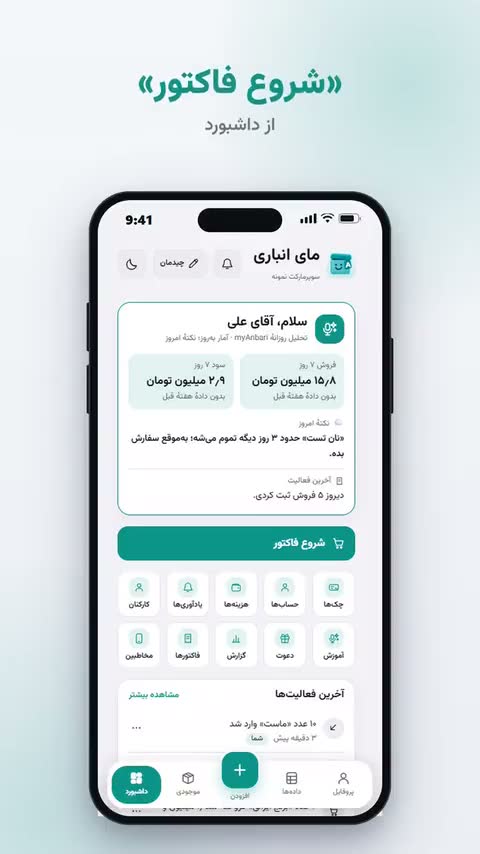 «شروع فاکتور»
از داشبورد
9:41
مای انباری
سوپرمارکت نمونه
چیدمان
سلام، آقای علی
تحلیل روزانهٔ myAnbari · آمار به‌روز؛ نکتهٔ امروز
فروش ۷ روز
۱۵٫۸ میلیون تومان
بدون دادهٔ هفتهٔ قبل
سود ۷ روز
۲٫۹ میلیون تومان
بدون دادهٔ هفتهٔ قبل
نکتهٔ امروز
«نان تست» حدود ۳ روز دیگه تموم می‌شه؛ به‌موقع سفارش
بده.
آخرین فعالیت
دیروز ۵ فروش ثبت کردی.
شروع فاکتور
چک‌ها
حساب‌ها
هزینه‌ها
یادآوری‌ها
کارکنان
آموزش
دعوت
گزارش
فاکتورها
مخاطبین
آخرین فعالیت‌ها
مشاهده بیشتر
۱۰ عدد «ماست» وارد شد
۳ دقیقه پیش
شما
پروفایل
داده‌ها
افزودن
موجودی
داشبورد